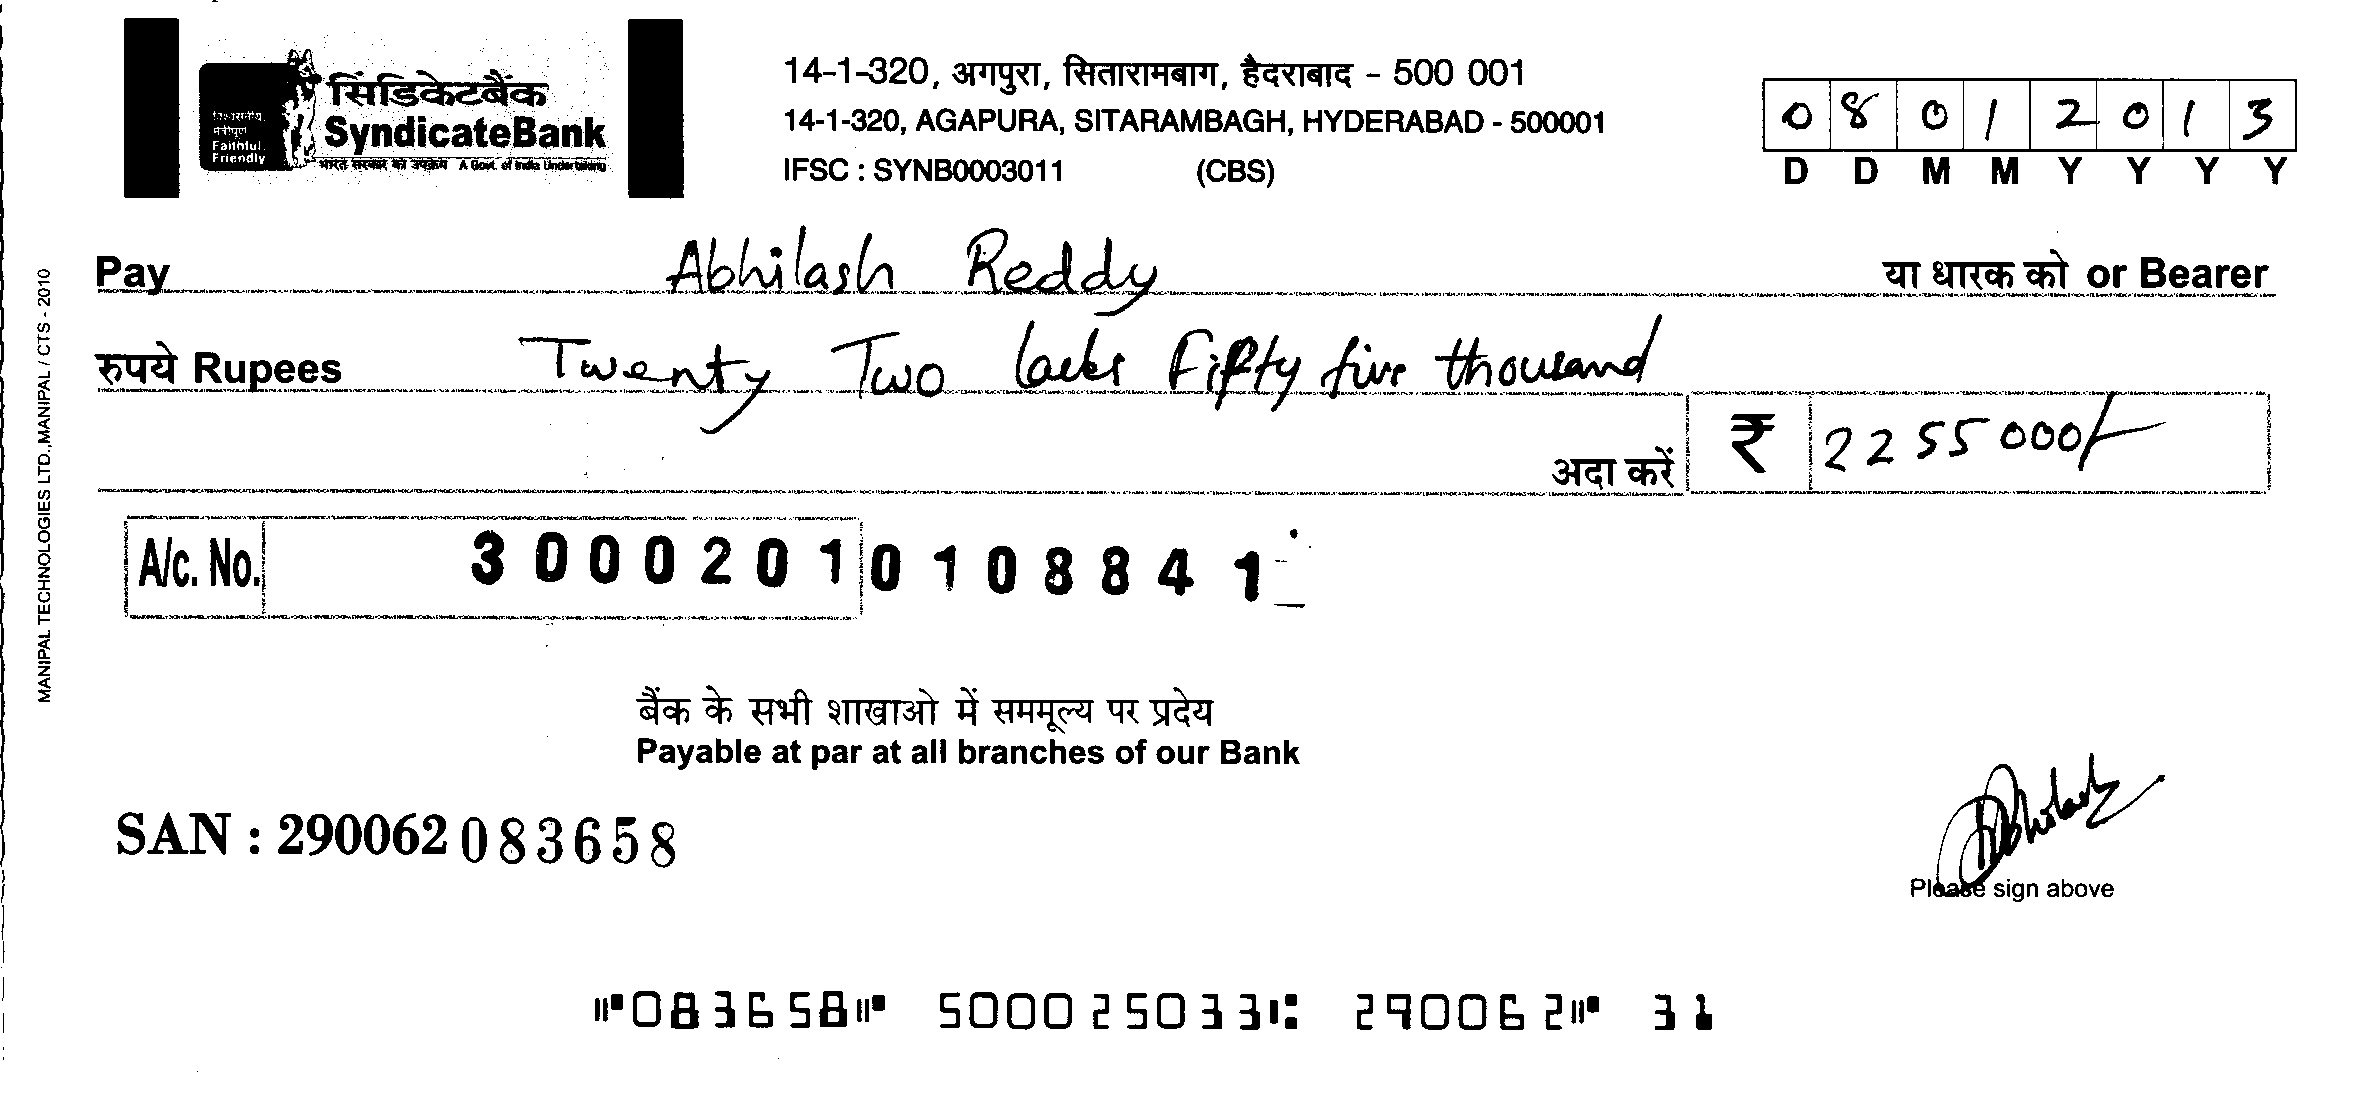 सिंडिकेटबैंक
SyndicateBank
Faithful
Friendly
भारत सरकार का उपक्रम A Govt. of India Undertaking
14-1-320, अगपुरा, सितारामबाग, हैदराबाद - 500 001
14-1-320, AGAPURA, SITARAMBAGH, HYDERABAD - 500001
IFSC : SYNB0003011 (CBS)
0 8 0 1 2 0 1 3
D D M M Y Y Y Y
Pay Abhilash Reddy या धारक को or Bearer
रुपये Rupees Twenty Two lacks Fifty five thousand
अदा करें ₹ 2255000/-
A/c. No. 30002010108841
बैंक के सभी शाखाओ में सममूल्य पर प्रदेय
Payable at par at all branches of our Bank
SAN : 290062083658
Abhilash
Please sign above
⑈083658⑈ 500025033⑆ 290062⑈ 31
MANIPAL TECHNOLOGIES LTD.,MANIPAL / CTS - 2010